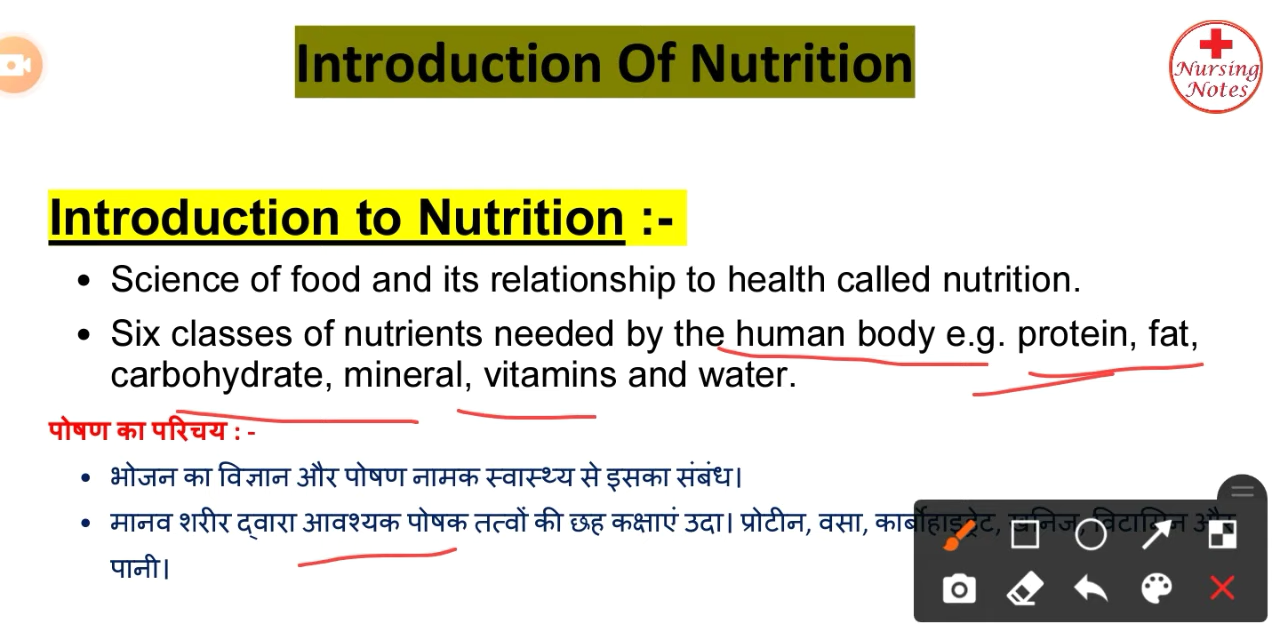 Introduction Of Nutrition
Nursing
Notes
Introduction to Nutrition :-
• Science of food and its relationship to health called nutrition.
• Six classes of nutrients needed by the human body e.g. protein, fat,
carbohydrate, mineral, vitamins and water.
पोषण का परिचय : -
• भोजन का विज्ञान और पोषण नामक स्वास्थ्य से इसका संबंध।
• मानव शरीर द्वारा आवश्यक पोषक तत्वों की छह कक्षाएं उदा। प्रोटीन, वसा, कार्बोहाइड्रेट, खनिज, विटामिन और
पानी।